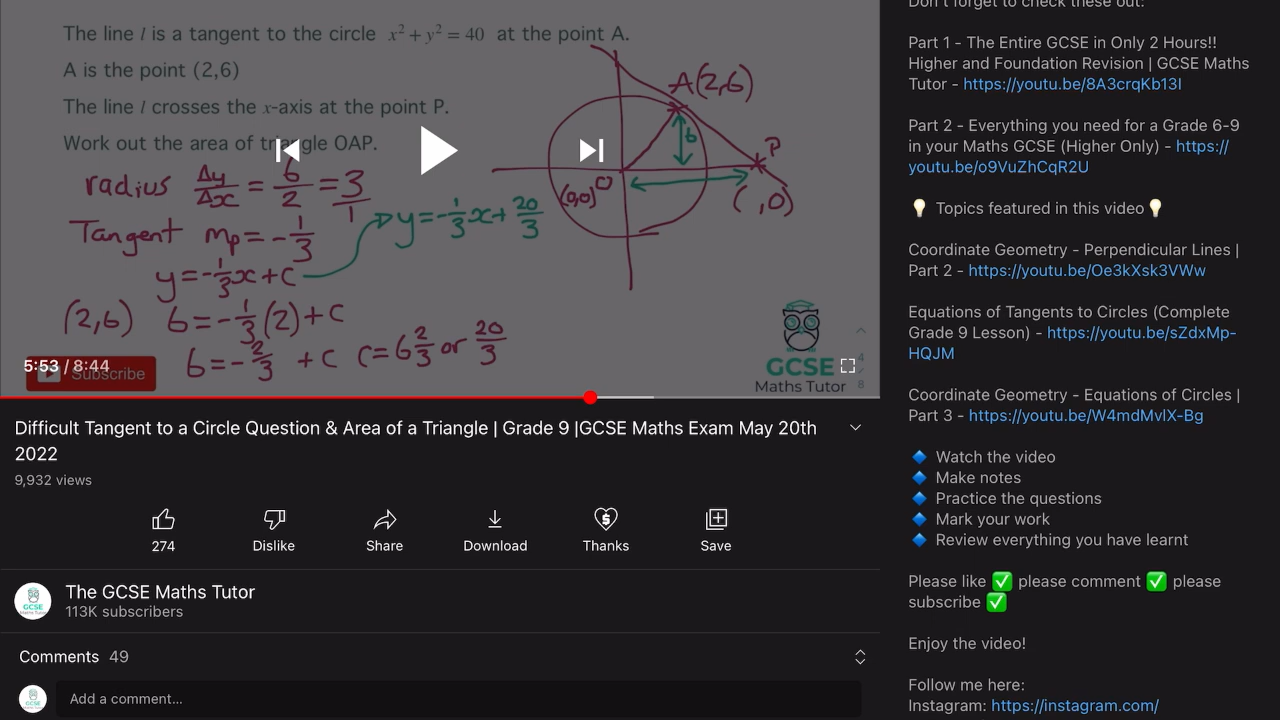 The line l is a tangent to the circle x² + y² = 40 at the point A.
A is the point (2,6)
The line l crosses the x-axis at the point P.
Work out the area of triangle OAP.
A(2,6)
6
P
(0,0) O
( ,0)
radius Δy/Δx = 6/2 = 3/1
Tangent mp = -1/3
y = -1/3x + c
y = -1/3x + 20/3
(2,6) 6 = -1/3(2) + c
6 = -2/3 + c c = 6 2/3 or 20/3
5:53 / 8:44
Subscribe
GCSE
Maths Tutor
4
8
Difficult Tangent to a Circle Question & Area of a Triangle | Grade 9 |GCSE Maths Exam May 20th
2022
9,932 views
274
Dislike
Share
Download
Thanks
Save
The GCSE Maths Tutor
113K subscribers
Comments 49
Add a comment...
Don't forget to check these out:
Part 1 - The Entire GCSE in Only 2 Hours!!
Higher and Foundation Revision | GCSE Maths
Tutor - https://youtu.be/8A3crqKb13I
Part 2 - Everything you need for a Grade 6-9
in your Maths GCSE (Higher Only) - https://
youtu.be/o9VuZhCqR2U
💡 Topics featured in this video💡
Coordinate Geometry - Perpendicular Lines |
Part 2 - https://youtu.be/Oe3kXsk3VWw
Equations of Tangents to Circles (Complete
Grade 9 Lesson) - https://youtu.be/sZdxMp-
HQJM
Coordinate Geometry - Equations of Circles |
Part 3 - https://youtu.be/W4mdMvIX-Bg
🔷 Watch the video
🔷 Make notes
🔷 Practice the questions
🔷 Mark your work
🔷 Review everything you have learnt
Please like ✅ please comment ✅ please
subscribe ✅
Enjoy the video!
Follow me here:
Instagram: https://instagram.com/